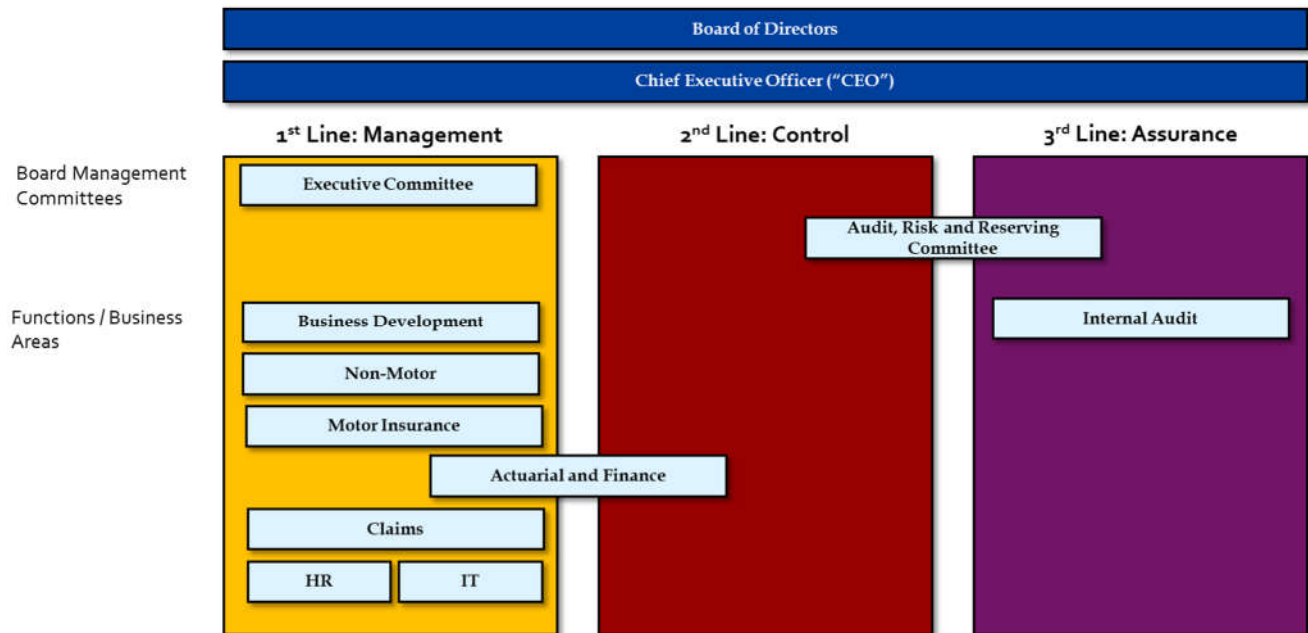 Board of Directors
Chief Executive Officer (“CEO”)
1st Line: Management
2nd Line: Control
3rd Line: Assurance
Board Management
Committees
Executive Committee
Audit, Risk and Reserving
Committee
Functions / Business
Areas
Business Development
Internal Audit
Non-Motor
Motor Insurance
Actuarial and Finance
Claims
HR
IT